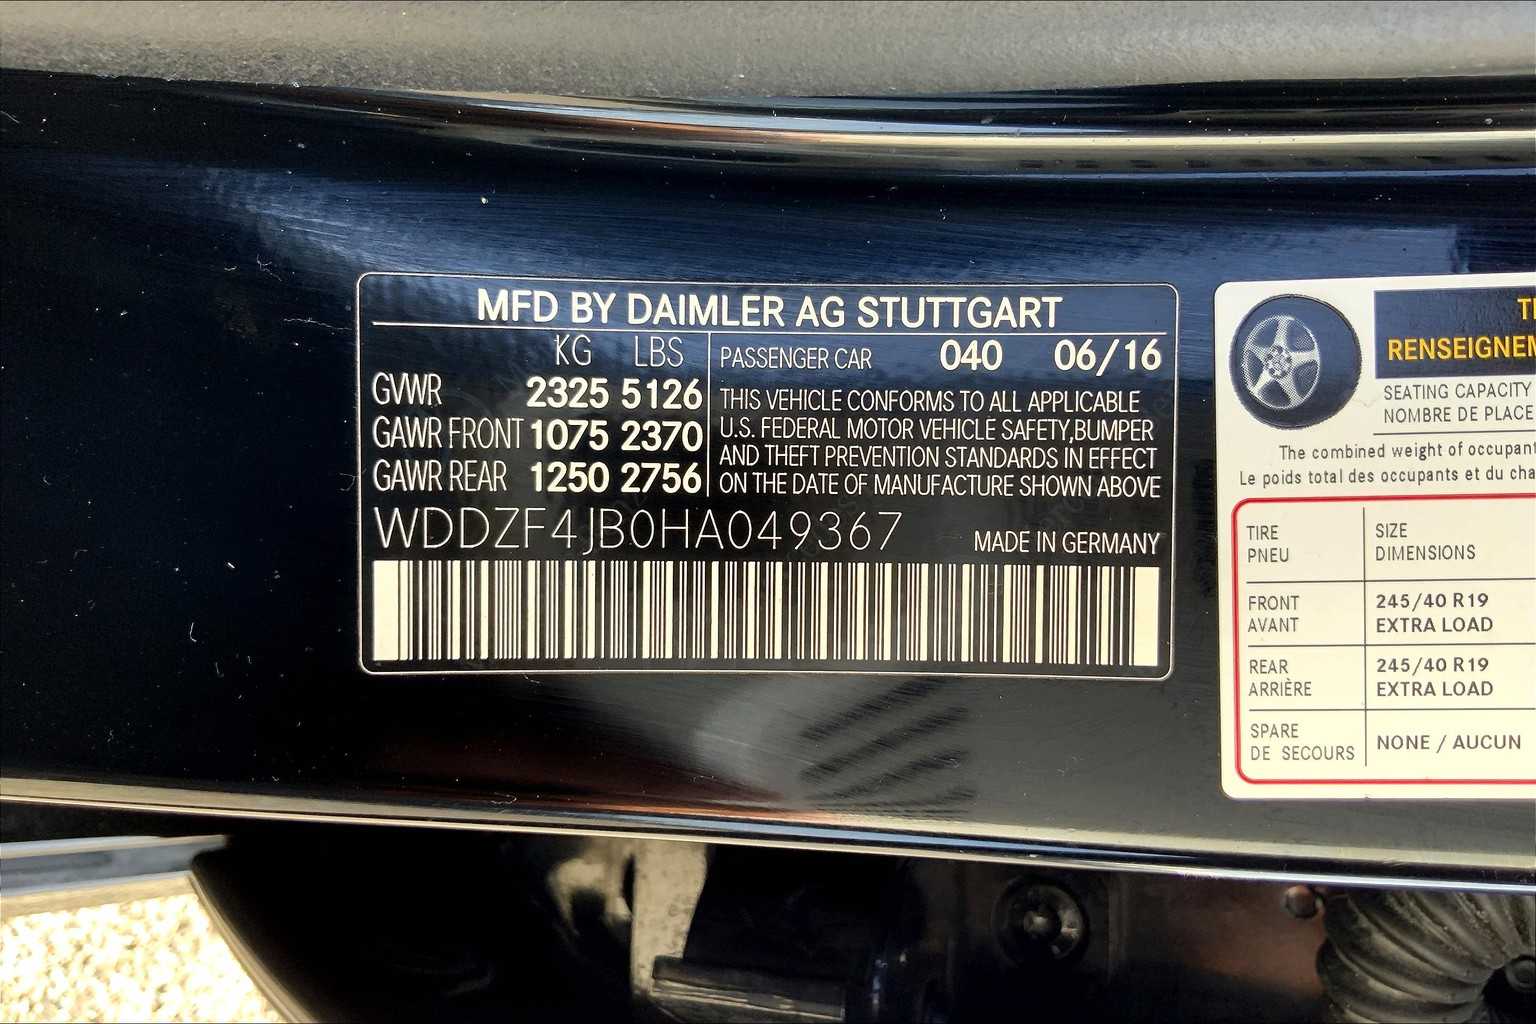 MFD BY DAIMLER AG STUTTGART
KG LBS
GVWR 2325 5126
GAWR FRONT 1075 2370
GAWR REAR 1250 2756
PASSENGER CAR 040 06/16
THIS VEHICLE CONFORMS TO ALL APPLICABLE
U.S. FEDERAL MOTOR VEHICLE SAFETY,BUMPER
AND THEFT PREVENTION STANDARDS IN EFFECT
ON THE DATE OF MANUFACTURE SHOWN ABOVE
WDDZF4JB0HA049367
MADE IN GERMANY
SEATING CAPACITY
NOMBRE DE PLACE
The combined weight of
Le poids total des occupants et du
TIRE SIZE
PNEU DIMENSIONS
FRONT 245/40 R19
AVANT EXTRA LOAD
REAR 245/40 R19
ARRIÈRE EXTRA LOAD
SPARE
DE SECOURS
NONE / AUCUN